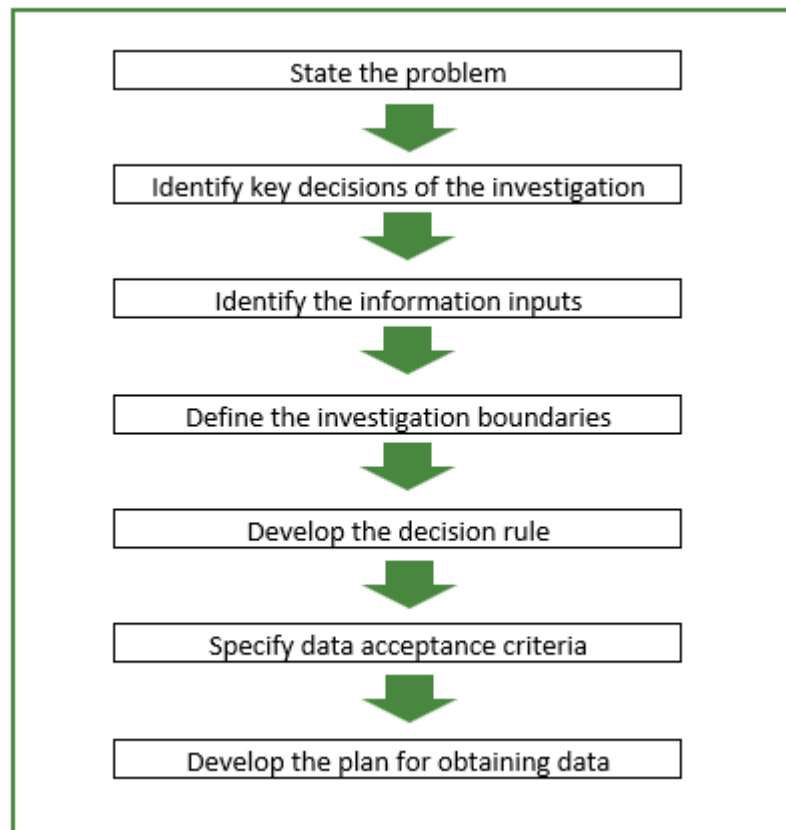 State the problem
Identify key decisions of the investigation
Identify the information inputs
Define the investigation boundaries
Develop the decision rule
Specify data acceptance criteria
Develop the plan for obtaining data